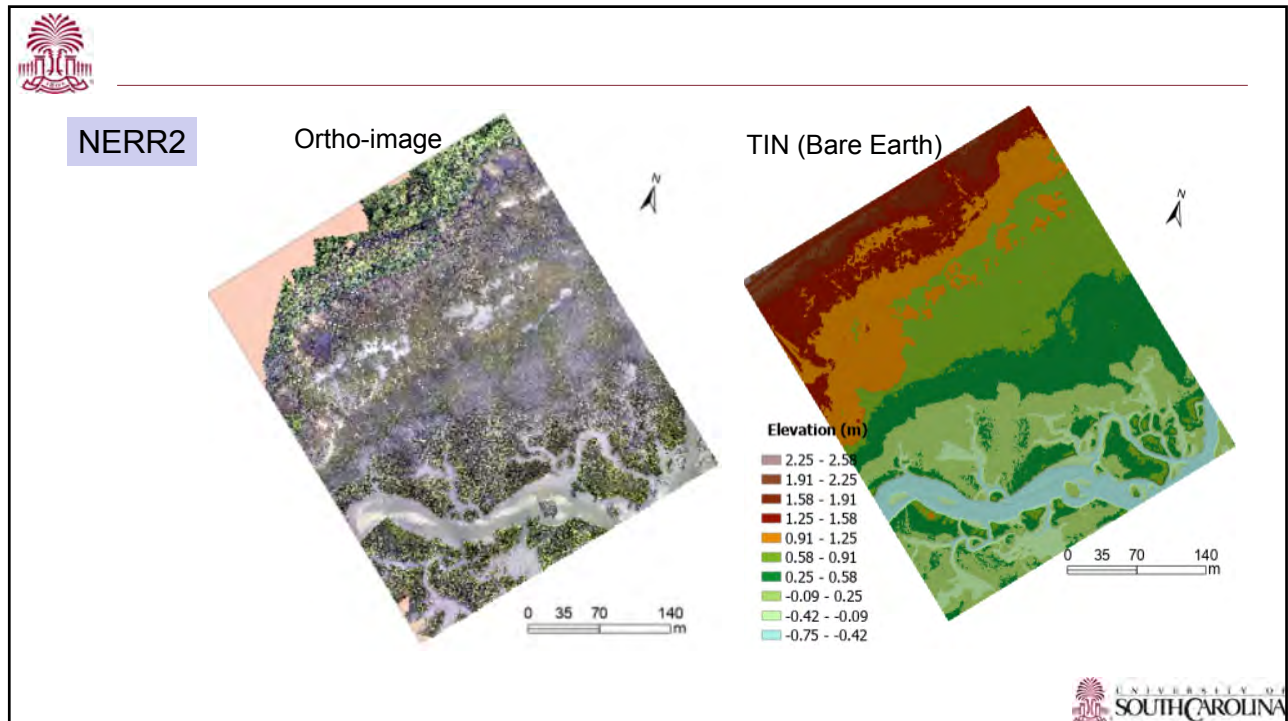 NERR2
Ortho-image
TIN (Bare Earth)
N
N
Elevation (m)
2.25 - 2.58
1.91 - 2.25
1.58 - 1.91
1.25 - 1.58
0.91 - 1.25
0.58 - 0.91
0.25 - 0.58
-0.09 - 0.25
-0.42 - -0.09
-0.75 - -0.42
0 35 70 140
m
0 35 70 140
m
UNIVERSITY OF
SOUTH CAROLINA